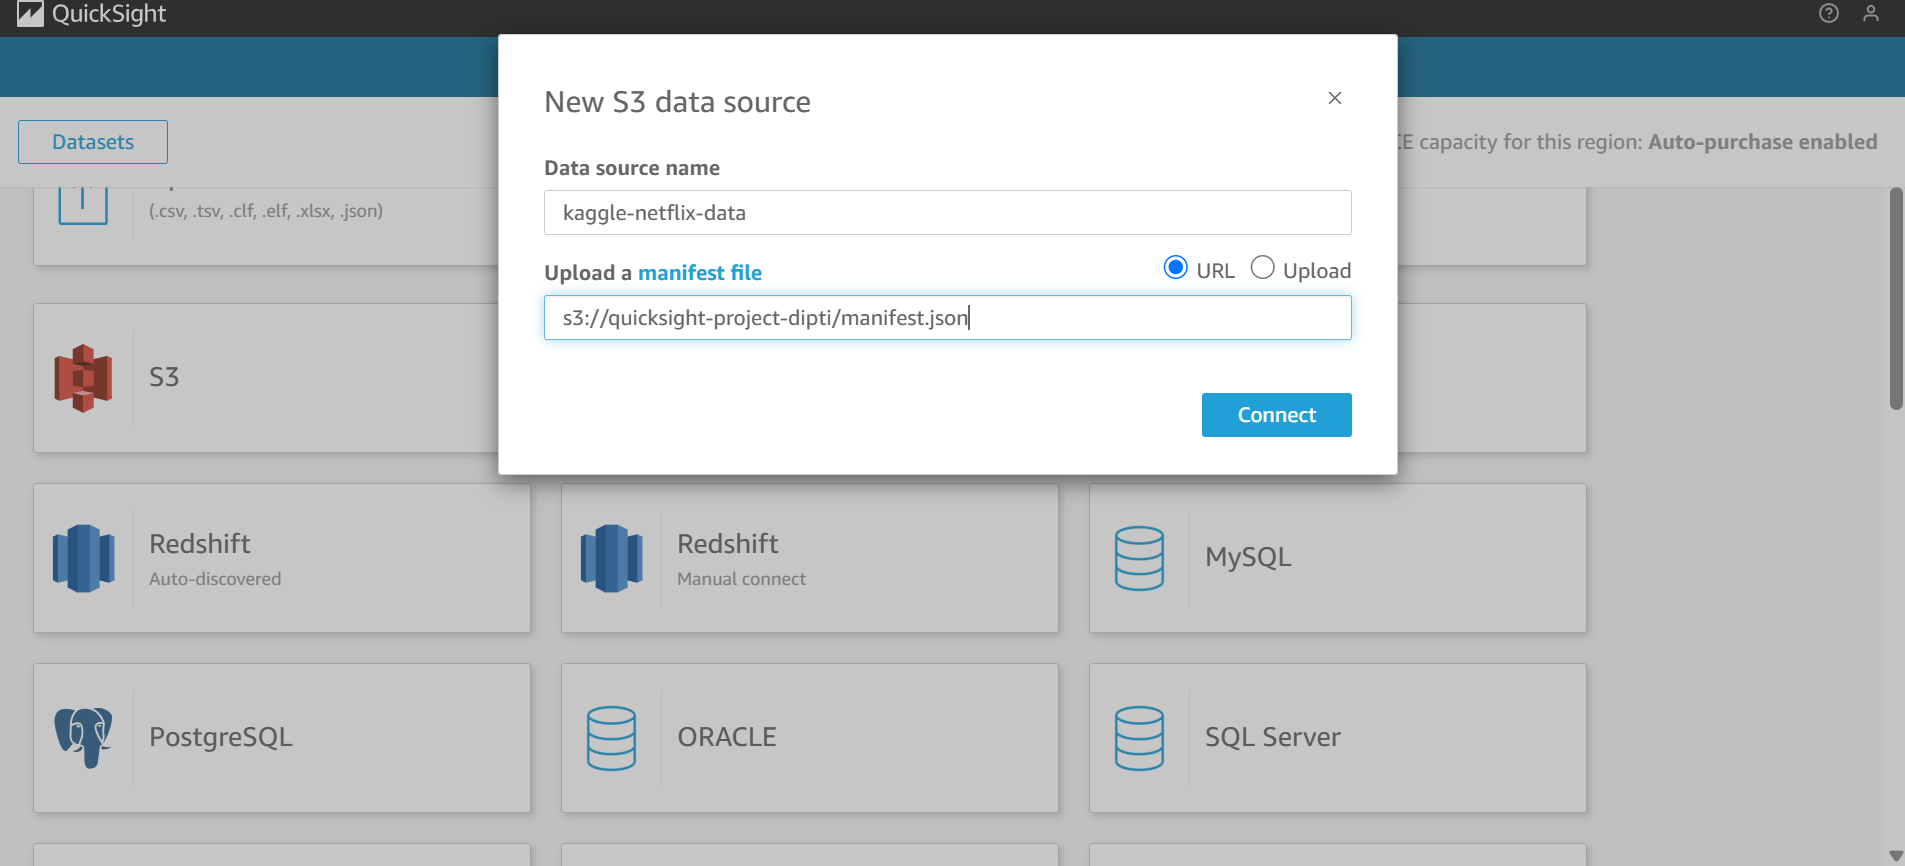 QuickSight
New S3 data source
Datasets
CE capacity for this region: Auto-purchase enabled
Data source name
(.csv, .tsv, .clf, .elf, .xlsx, .json)
kaggle-netflix-data
Upload a manifest file
URL
Upload
s3://quicksight-project-dipti/manifest.json
S3
Connect
Redshift
Auto-discovered
Redshift
Manual connect
MySQL
PostgreSQL
ORACLE
SQL Server